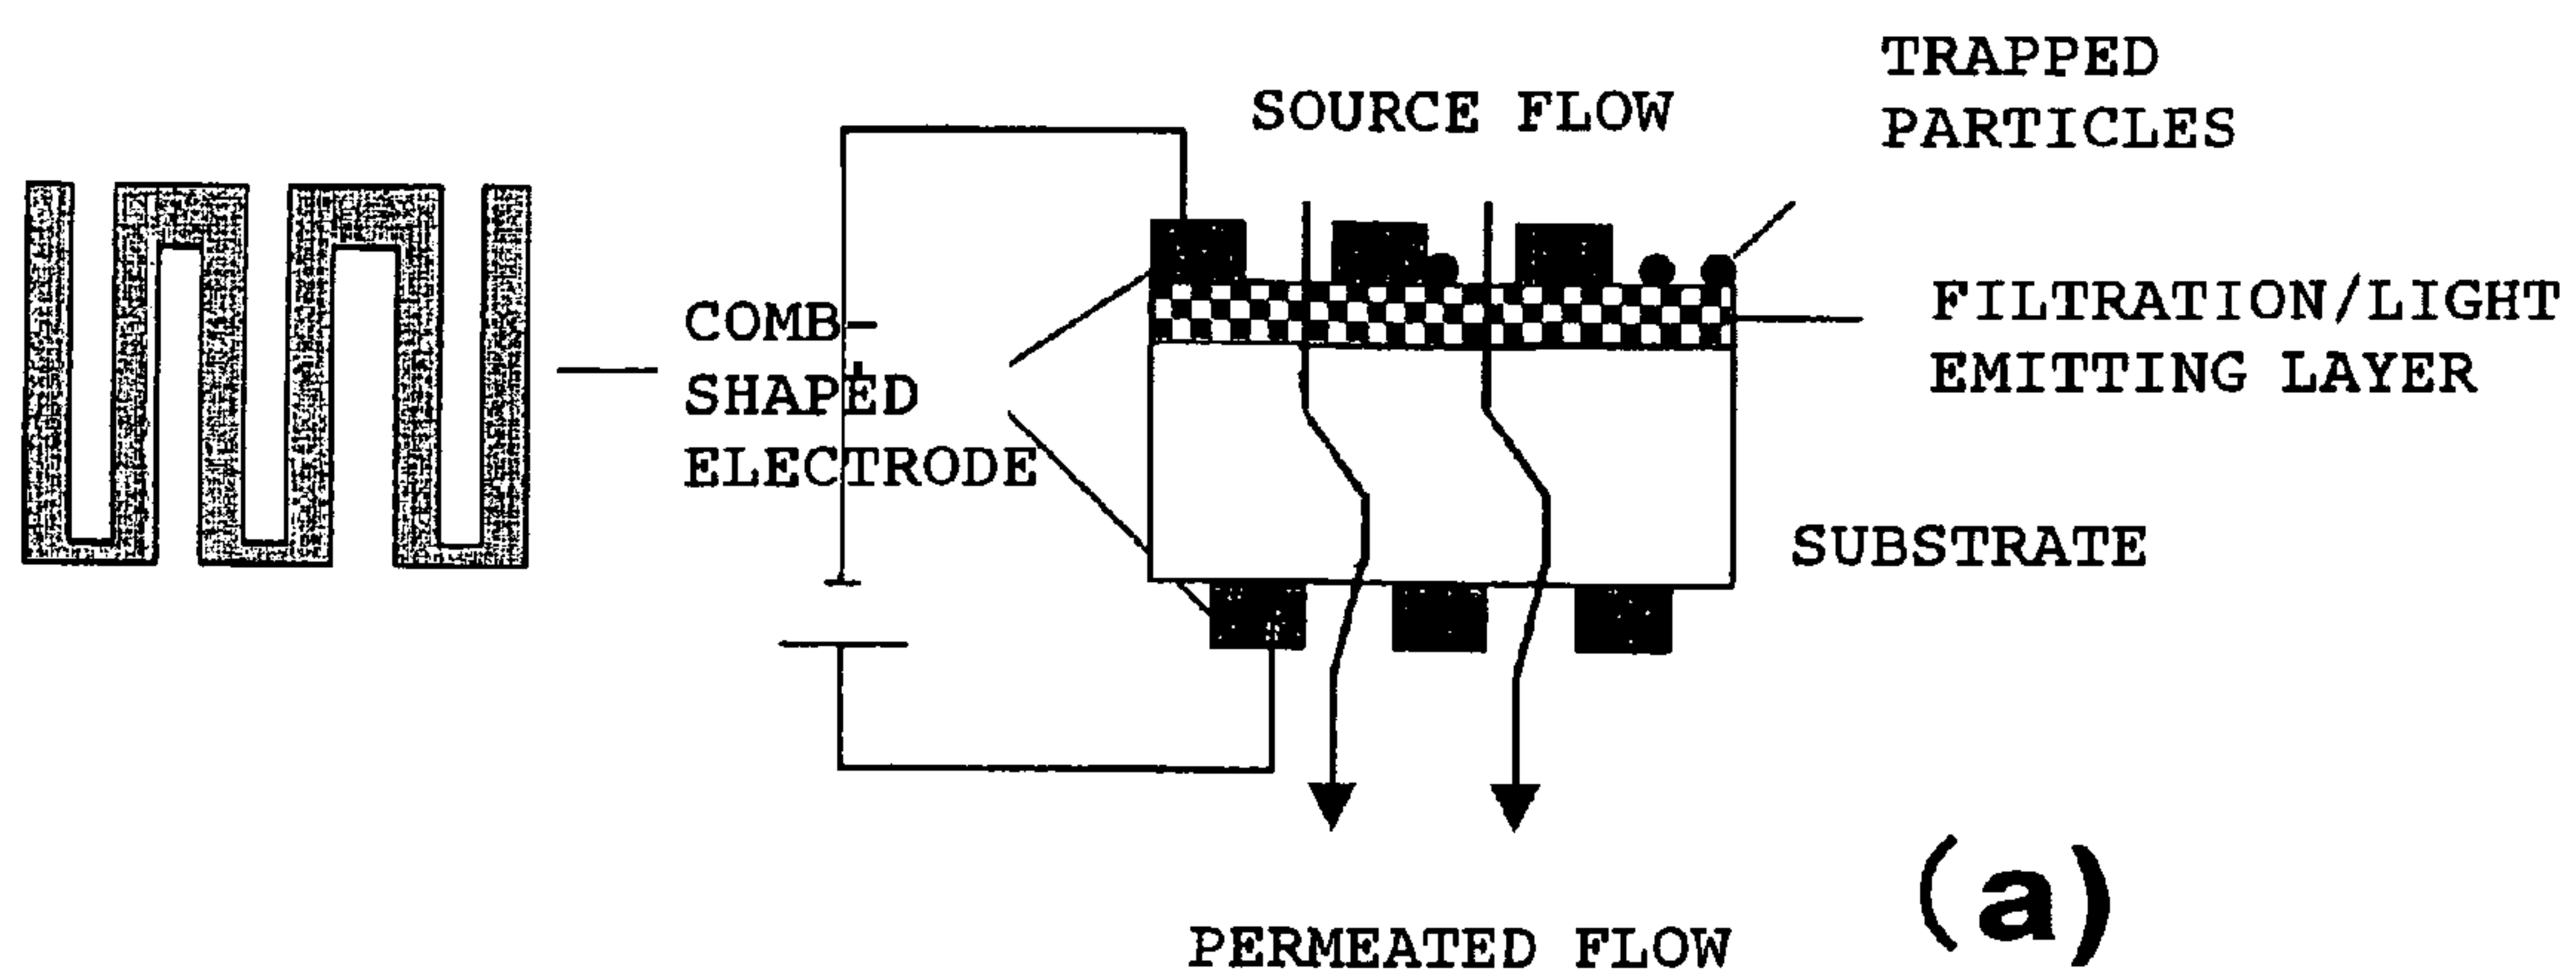 TRAPPED
PARTICLES
SOURCE FLOW
COMB-
SHAPED
ELECTRODE
FILTRATION/LIGHT
EMITTING LAYER
SUBSTRATE
PERMEATED FLOW
(a)